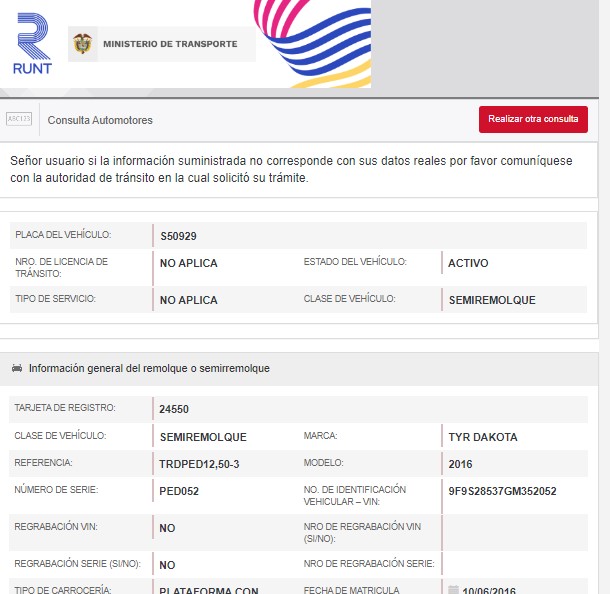 RUNT
MINISTERIO DE TRANSPORTE
ABC123
Consulta Automotores
Realizar otra consulta
Señor usuario si la información suministrada no corresponde con sus datos reales por favor comuníquese
con la autoridad de tránsito en la cual solicitó su trámite.
PLACA DEL VEHÍCULO: S50929
NRO. DE LICENCIA DE
TRÁNSITO: NO APLICA ESTADO DEL VEHÍCULO: ACTIVO
TIPO DE SERVICIO: NO APLICA CLASE DE VEHÍCULO: SEMIREMOLQUE
Información general del remolque o semirremolque
TARJETA DE REGISTRO: 24550
CLASE DE VEHÍCULO: SEMIREMOLQUE MARCA: TYR DAKOTA
REFERENCIA: TRDPED12,50-3 MODELO: 2016
NÚMERO DE SERIE: PED052 NO. DE IDENTIFICACIÓN
VEHICULAR – VIN: 9F9S28537GM352052
REGRABACIÓN VIN: NO NRO DE REGRABACIÓN VIN
(SI/NO):
REGRABACIÓN SERIE (SI/NO): NO NRO DE REGRABACIÓN SERIE:
TIPO DE CARROCERÍA: PLATAFORMA CON FECHA DE MATRICULA 10/06/2016